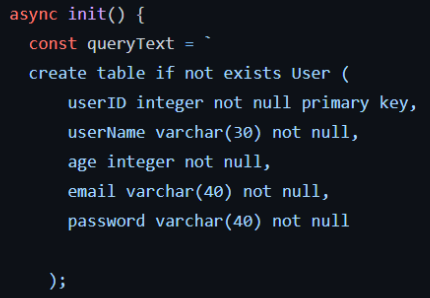 async init() {
const queryText = `
create table if not exists User (
userID integer not null primary key,
userName varchar(30) not null,
age integer not null,
email varchar(40) not null,
password varchar(40) not null
);